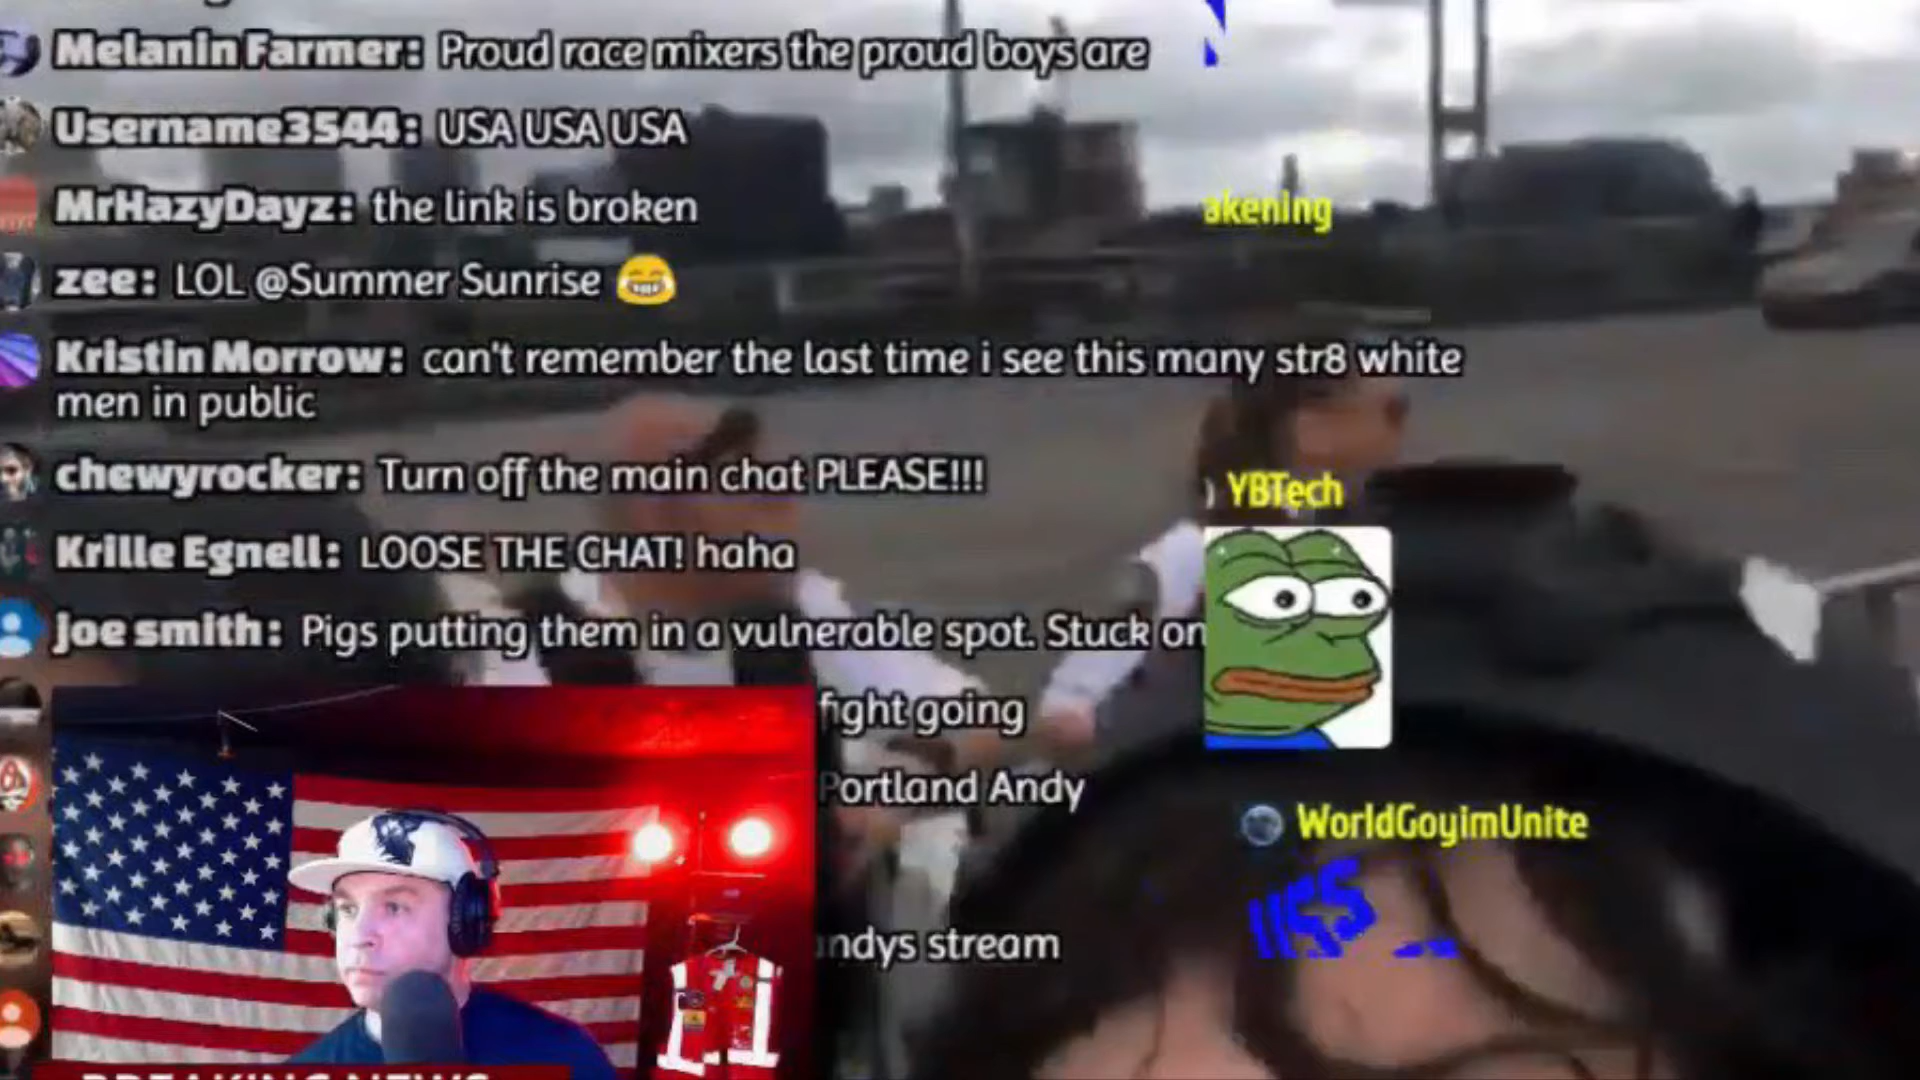 Melanin Farmer: Proud race mixers the proud boys are
Username3544: USA USA USA
MrHazyDayz: the link is broken
akening
zee: LOL @Summer Sunrise 😂
Kristin Morrow: can't remember the last time i see this many str8 white
men in public
chewyrocker: Turn off the main chat PLEASE!!!
) YBTech
Krille Egnell: LOOSE THE CHAT! haha
joe smith: Pigs putting them in a vulnerable spot. Stuck on
fight going
Portland Andy
WorldGoyimUnite
andys stream
BREAKING NEWS